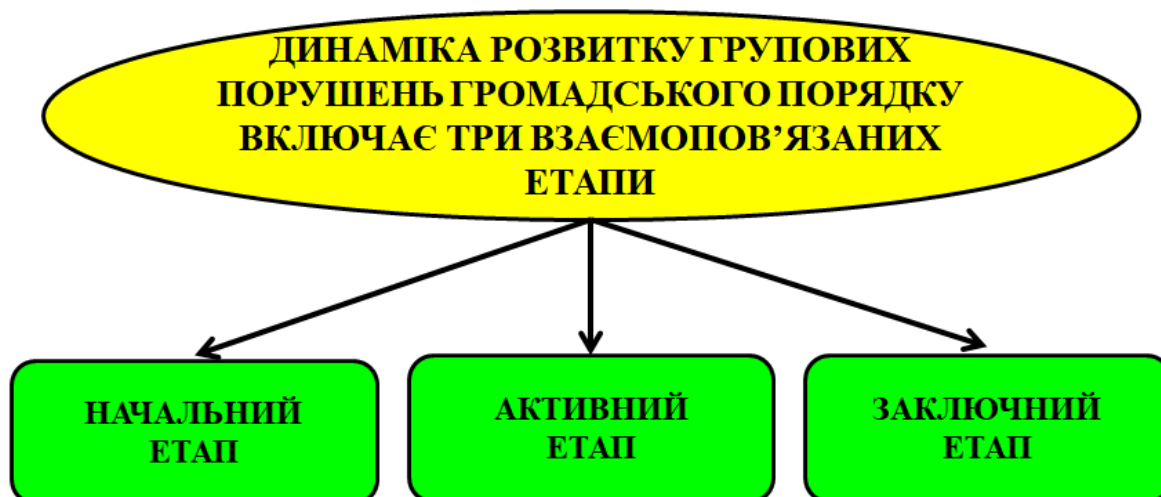 ДИНАМІКА РОЗВИТКУ ГРУПОВИХ
ПОРУШЕНЬ ГРОМАДСЬКОГО ПОРЯДКУ
ВКЛЮЧАЄ ТРИ ВЗАЄМОПОВ’ЯЗАНИХ
ЕТАПИ
НАЧАЛЬНИЙ
ЕТАП
АКТИВНИЙ
ЕТАП
ЗАКЛЮЧНИЙ
ЕТАП